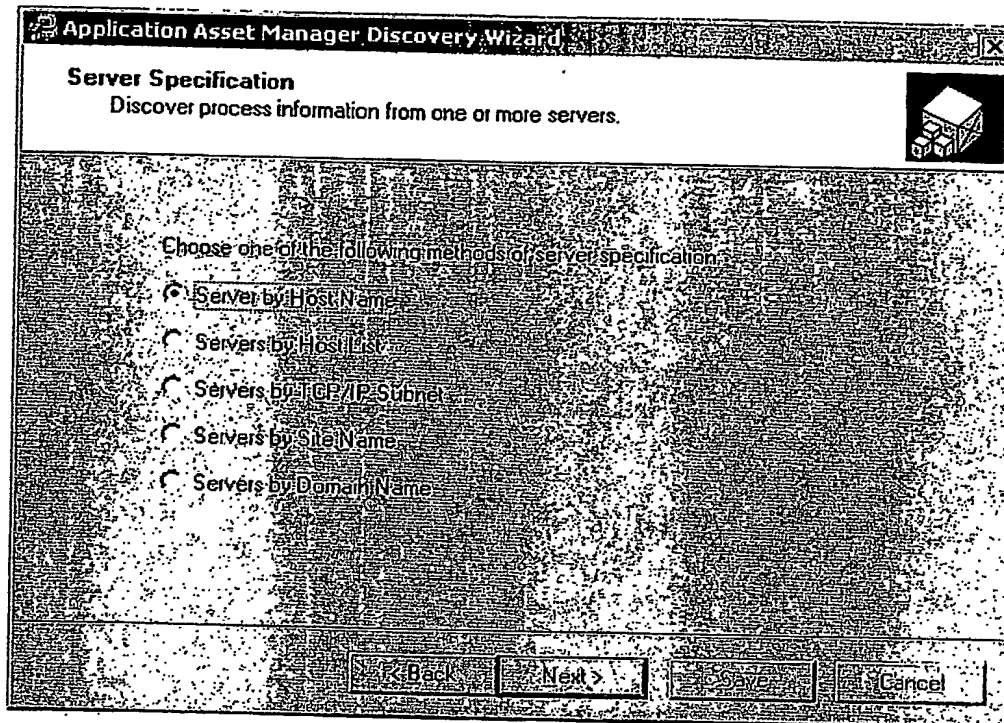 Application Asset Manager Discovery Wizard
Server Specification
Discover process information from one or more servers.
Choose one of the following methods of server specification:
Server by Host Name
Servers by Host List
Servers by TCP/IP Subnet
Servers by Site Name
Servers by Domain Name
< Back
Next >
Save
Cancel